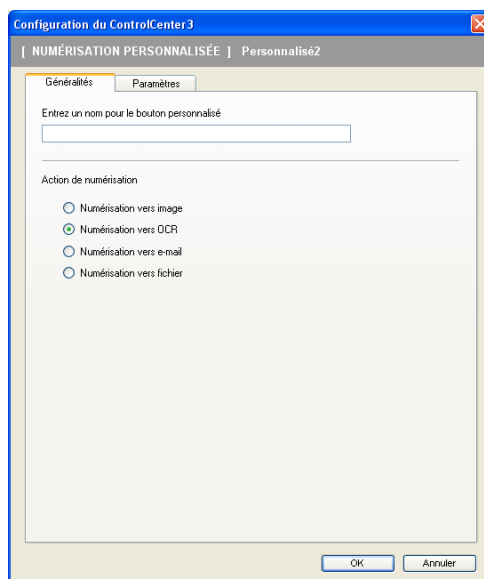 Configuration du ControlCenter3
[ NUMÉRISATION PERSONNALISÉE ] Personnalisé2
Généralités Paramètres
Entrez un nom pour le bouton personalisé
Action de numérisation
Numérisation vers image
Numérisation vers OCR
Numérisation vers e-mail
Numérisation vers fichier
OK Annuler